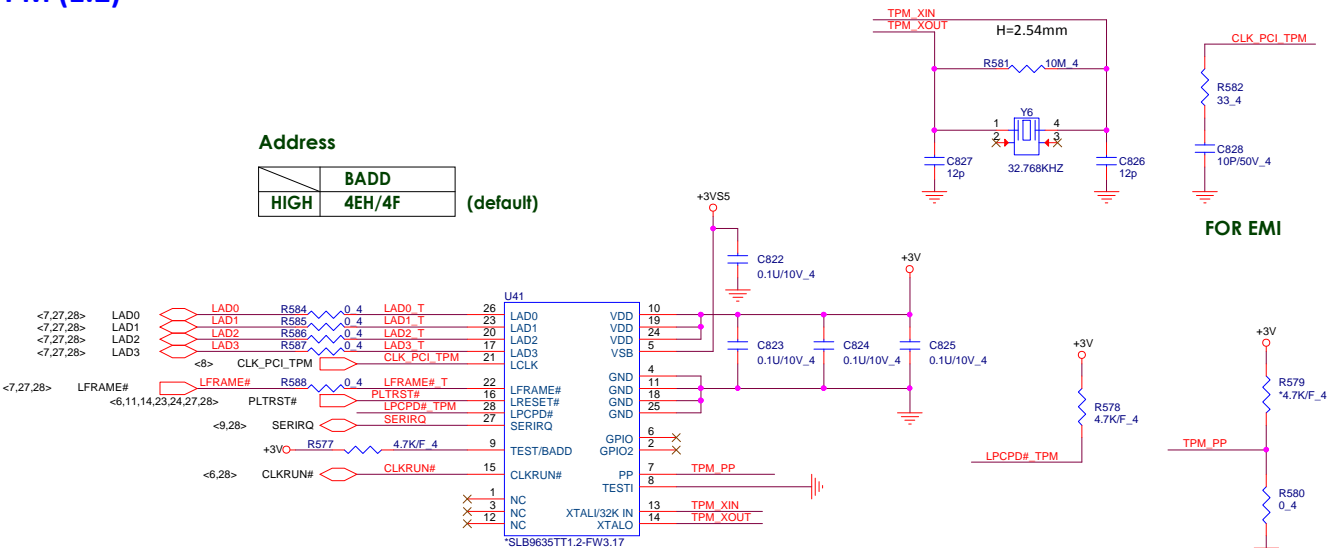 TPM_XIN
TPM_XOUT
H=2.54mm
CLK_PCI_TPM
R581 10M_4
R582
33_4
Y6
1 4
2 3
C827
12p
32.768KHZ
C826
12p
C828
10P/50V_4
FOR EMI
Address
BADD
HIGH 4EH/4F (default)
+3VS5
C822
0.1U/10V_4
+3V
U41
<7,27,28> LAD0 LAD0 R584 0_4 LAD0_T 26 LAD0 VDD 10
<7,27,28> LAD1 LAD1 R585 0_4 LAD1_T 23 LAD1 VDD 19
<7,27,28> LAD2 LAD2 R586 0_4 LAD2_T 20 LAD2 VDD 24
<7,27,28> LAD3 LAD3 R587 0_4 LAD3_T 17 LAD3 VSB 5
<8> CLK_PCI_TPM CLK_PCI_TPM 21 LCLK
C823
0.1U/10V_4
C824
0.1U/10V_4
C825
0.1U/10V_4
GND 4
<7,27,28> LFRAME# LFRAME# R588 0_4 LFRAME#_T 22 LFRAME# GND 11
<6,11,14,23,24,27,28> PLTRST# PLTRST# 16 LRESET# GND 18
LPCPD#_TPM 28 LPCPD# GND 25
<9,28> SERIRQ SERIRQ 27 SERIRQ
GPIO 6
+3V R577 4.7K/F_4 9 TEST/BADD GPIO2 2
<6,28> CLKRUN# CLKRUN# 15 CLKRUN# PP 7 TPM_PP
TESTI 8
1 NC
3 NC XTALI/32K IN 13 TPM_XIN
12 NC XTALO 14 TPM_XOUT
*SLB9635TT1.2-FW3.17
+3V
R578
4.7K/F_4
LPCPD#_TPM
+3V
R579
*4.7K/F_4
TPM_PP
R580
0_4